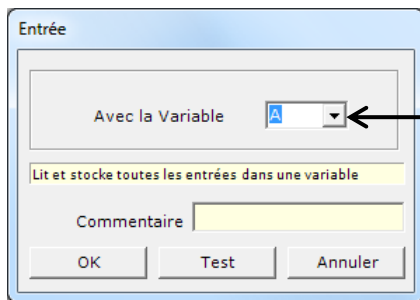 Entrée
Avec la Variable A
Lit et stocke toutes les entrées dans une variable
Commentaire
OK Test Annuler